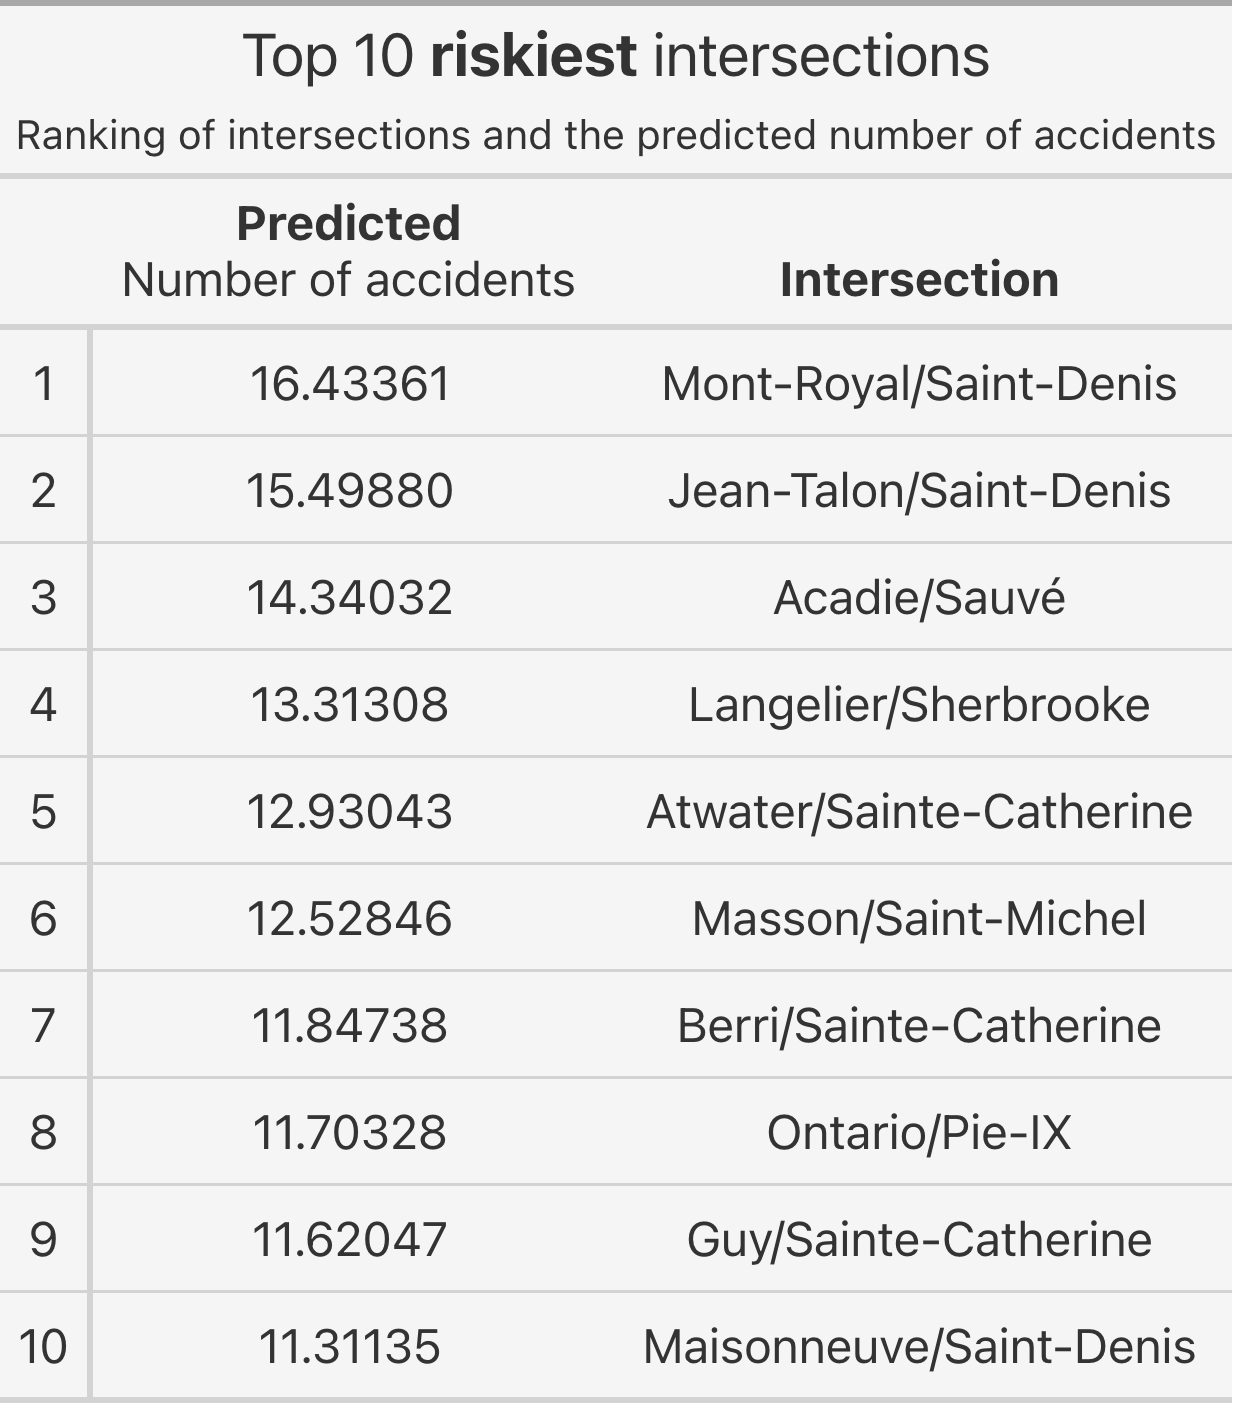 Top 10 riskiest intersections
Ranking of intersections and the predicted number of accidents
Predicted
Number of accidents Intersection
1 16.43361 Mont-Royal/Saint-Denis
2 15.49880 Jean-Talon/Saint-Denis
3 14.34032 Acadie/Sauvé
4 13.31308 Langelier/Sherbrooke
5 12.93043 Atwater/Sainte-Catherine
6 12.52846 Masson/Saint-Michel
7 11.84738 Berri/Sainte-Catherine
8 11.70328 Ontario/Pie-IX
9 11.62047 Guy/Sainte-Catherine
10 11.31135 Maisonneuve/Saint-Denis